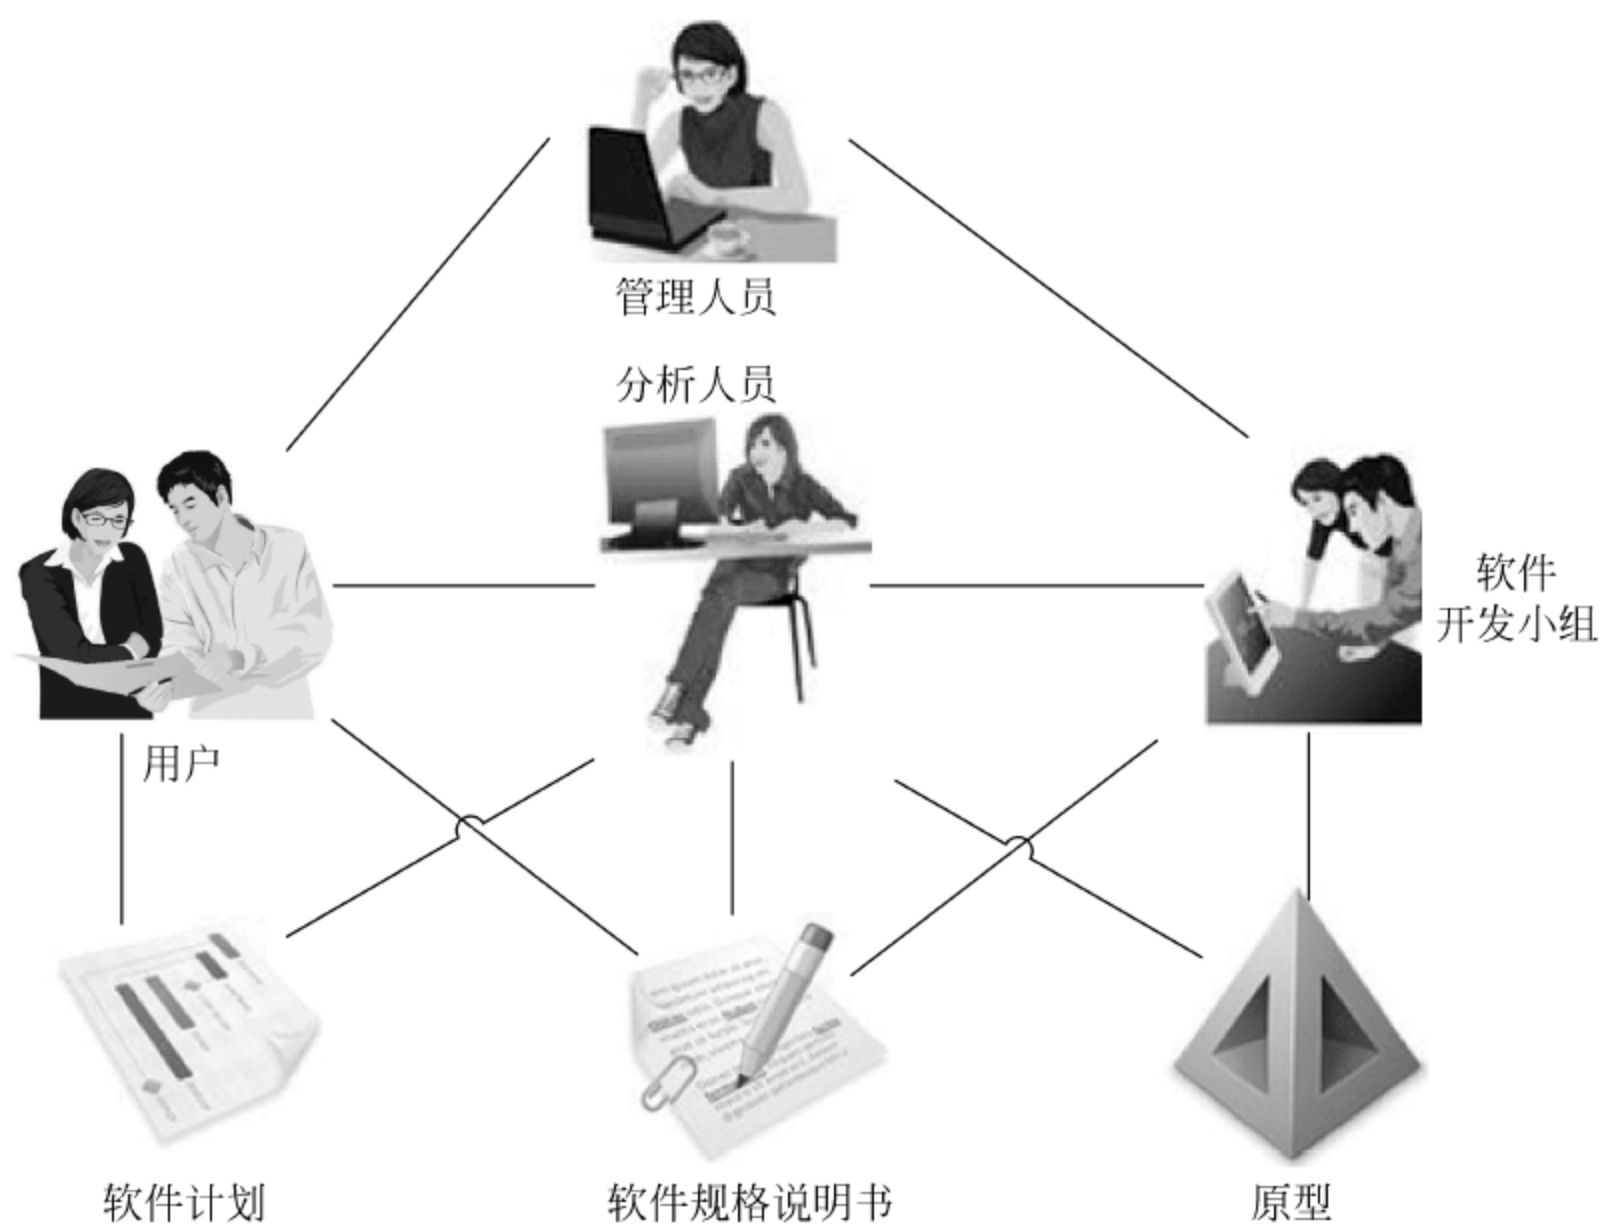 管理人员
分析人员
软件
开发小组
用户
软件计划
软件规格说明书
原型